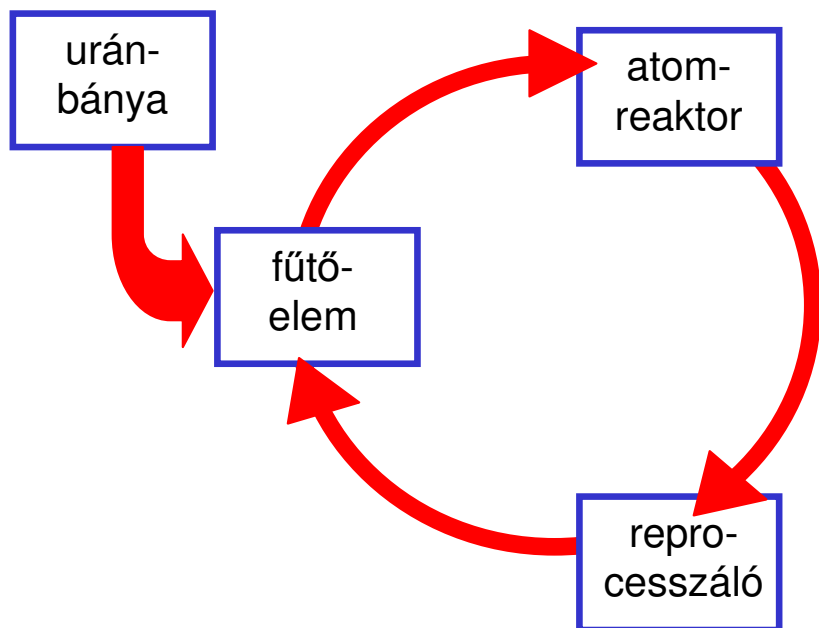 urán-
bánya
atom-
reaktor
fűtő-
elem
repro-
cesszáló